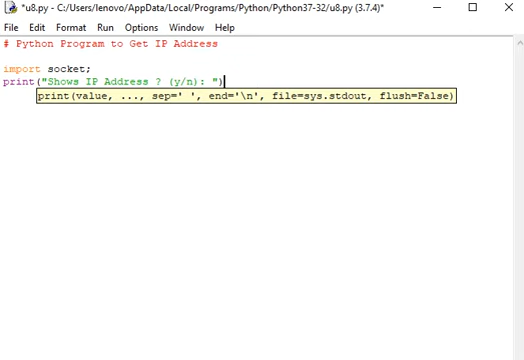 *u8.py - C:/Users/lenovo/AppData/Local/Programs/Python/Python37-32/u8.py (3.7.4)*
File Edit Format Run Options Window Help
# Python Program to Get IP Address
import socket;
print("Shows IP Address ? (y/n): ")
print(value, ..., sep=' ', end='\n', file=sys.stdout, flush=False)